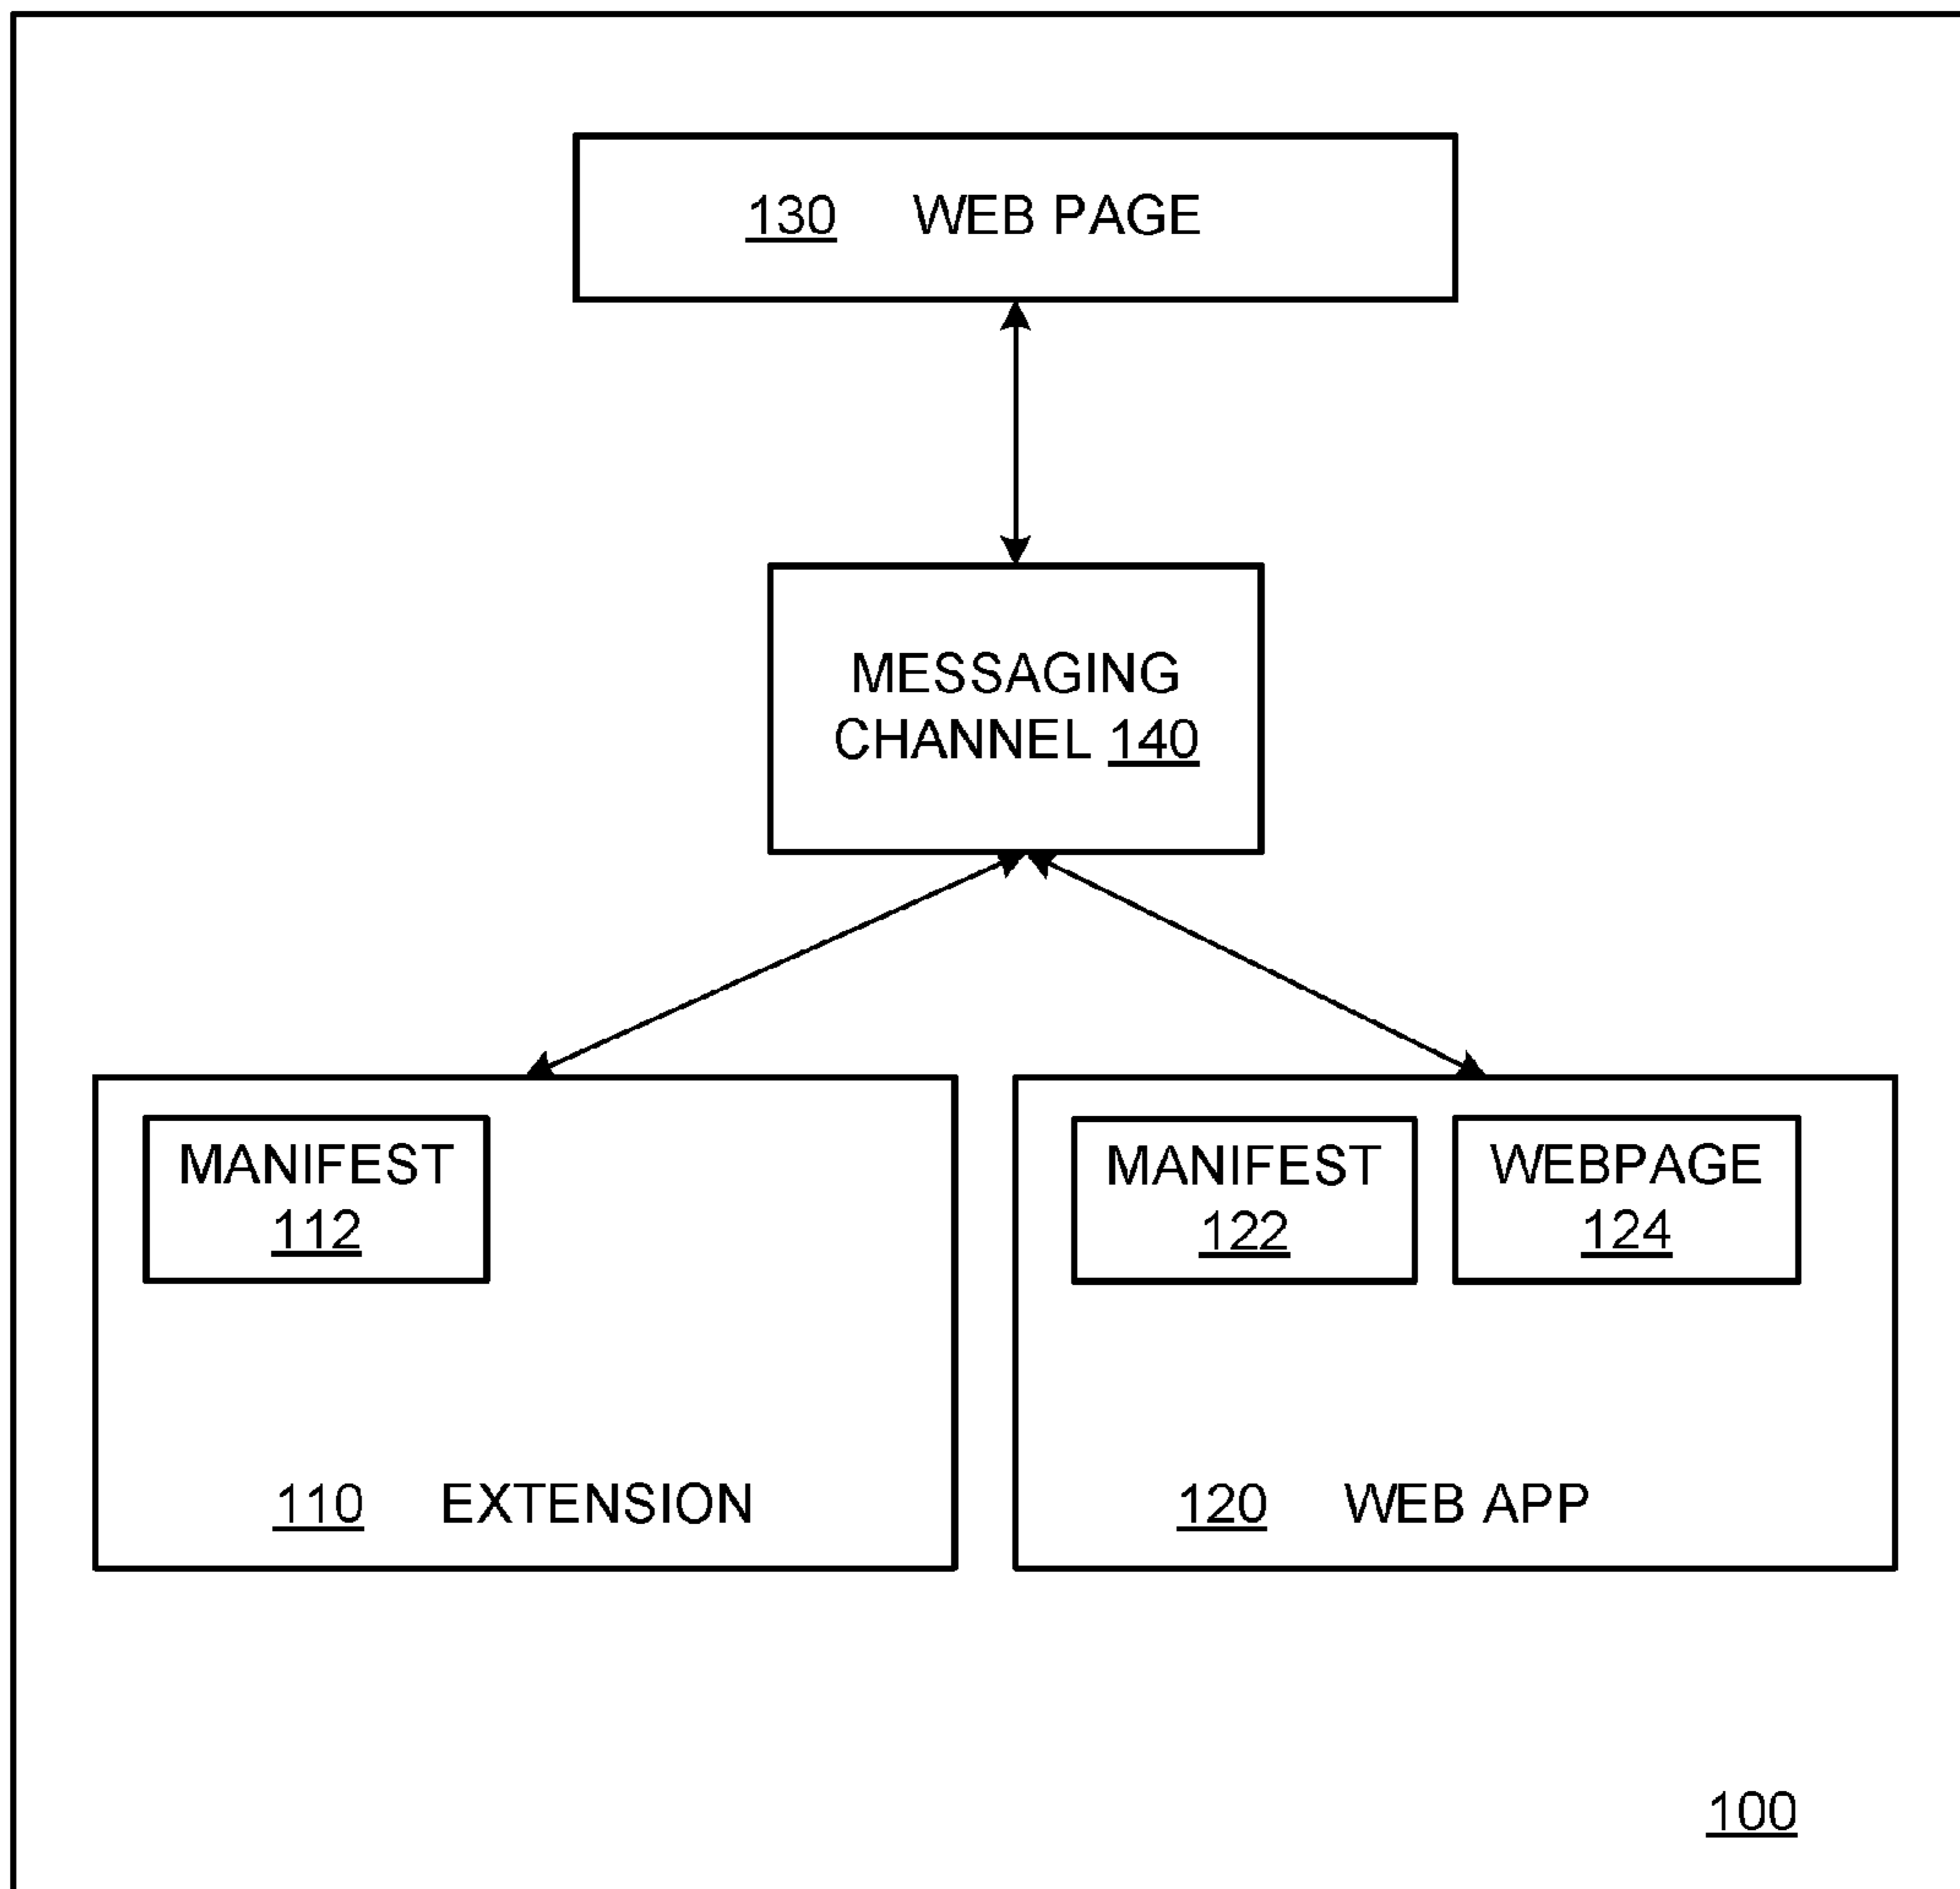 130 WEB PAGE
MESSAGING
CHANNEL 140
MANIFEST
112
MANIFEST
122
WEBPAGE
124
110 EXTENSION
120 WEB APP
100